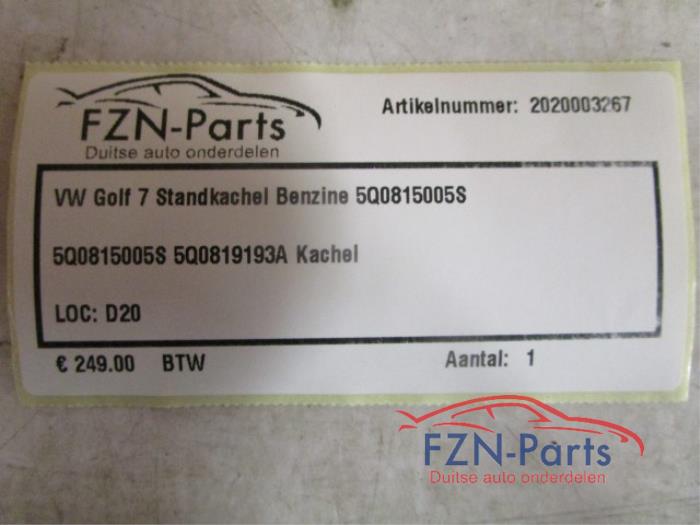 FZN-Parts
Duitse auto onderdelen
Artikelnummer: 2020003267
VW Golf 7 Standkachel Benzine 5Q0815005S
5Q0815005S 5Q0819193A Kachel
LOC: D20
€ 249.00 BTW
Aantal: 1
FZN-Parts
Duitse auto onderdelen